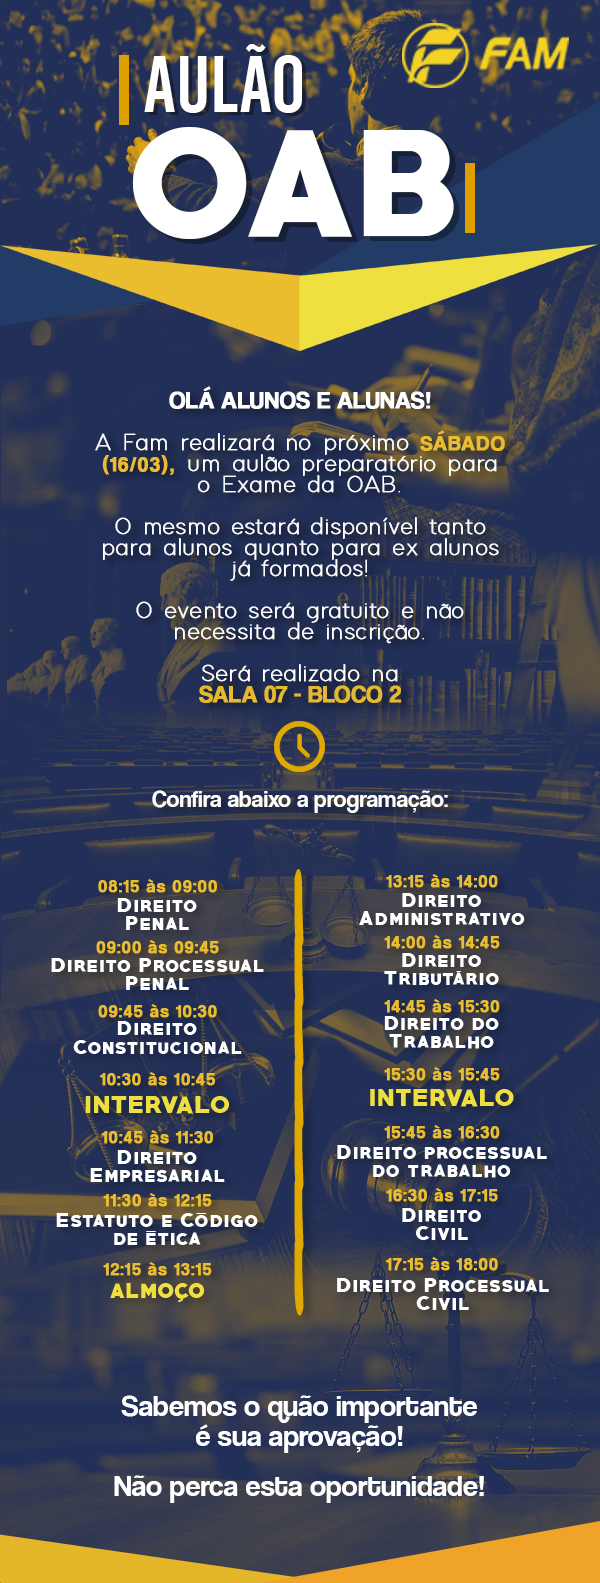 FAM
AULÃO
OAB
OLÁ ALUNOS E ALUNAS!
A Fam realizará no próximo SÁBADO
(16/03), um aulão preparatório para
o Exame da OAB.
O mesmo estará disponível tanto
para alunos quanto para ex alunos
já formados!
O evento será gratuito e não
necessita de inscrição.
Será realizado na
SALA 07 - BLOCO 2
Confira abaixo a programação:
08:15 às 09:00
DIREITO
PENAL
09:00 às 09:45
DIREITO PROCESSUAL
PENAL
09:45 às 10:30
DIREITO
CONSTITUCIONAL
10:30 às 10:45
INTERVALO
10:45 às 11:30
DIREITO
EMPRESARIAL
11:30 às 12:15
ESTATUTO E CÓDIGO
DE ÉTICA
12:15 às 13:15
ALMOÇO
13:15 às 14:00
DIREITO
ADMINISTRATIVO
14:00 às 14:45
DIREITO
TRIBUTÁRIO
14:45 às 15:30
DIREITO DO
TRABALHO
15:30 às 15:45
INTERVALO
15:45 às 16:30
DIREITO PROCESSUAL
DO TRABALHO
16:30 às 17:15
DIREITO
CIVIL
17:15 às 18:00
DIREITO PROCESSUAL
CIVIL
Sabemos o quão importante
é sua aprovação!
Não perca esta oportunidade!